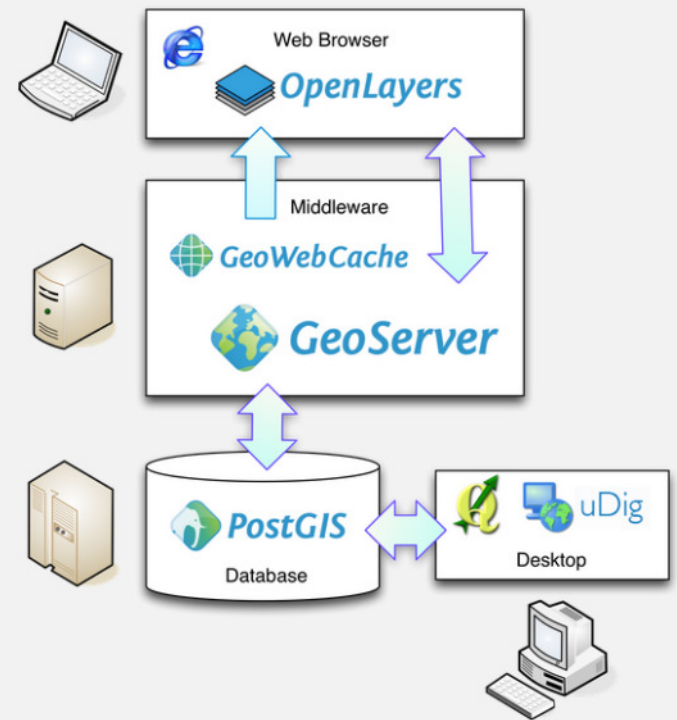 Web Browser
OpenLayers
Middleware
GeoWebCache
GeoServer
PostGIS
Database
uDig
Desktop